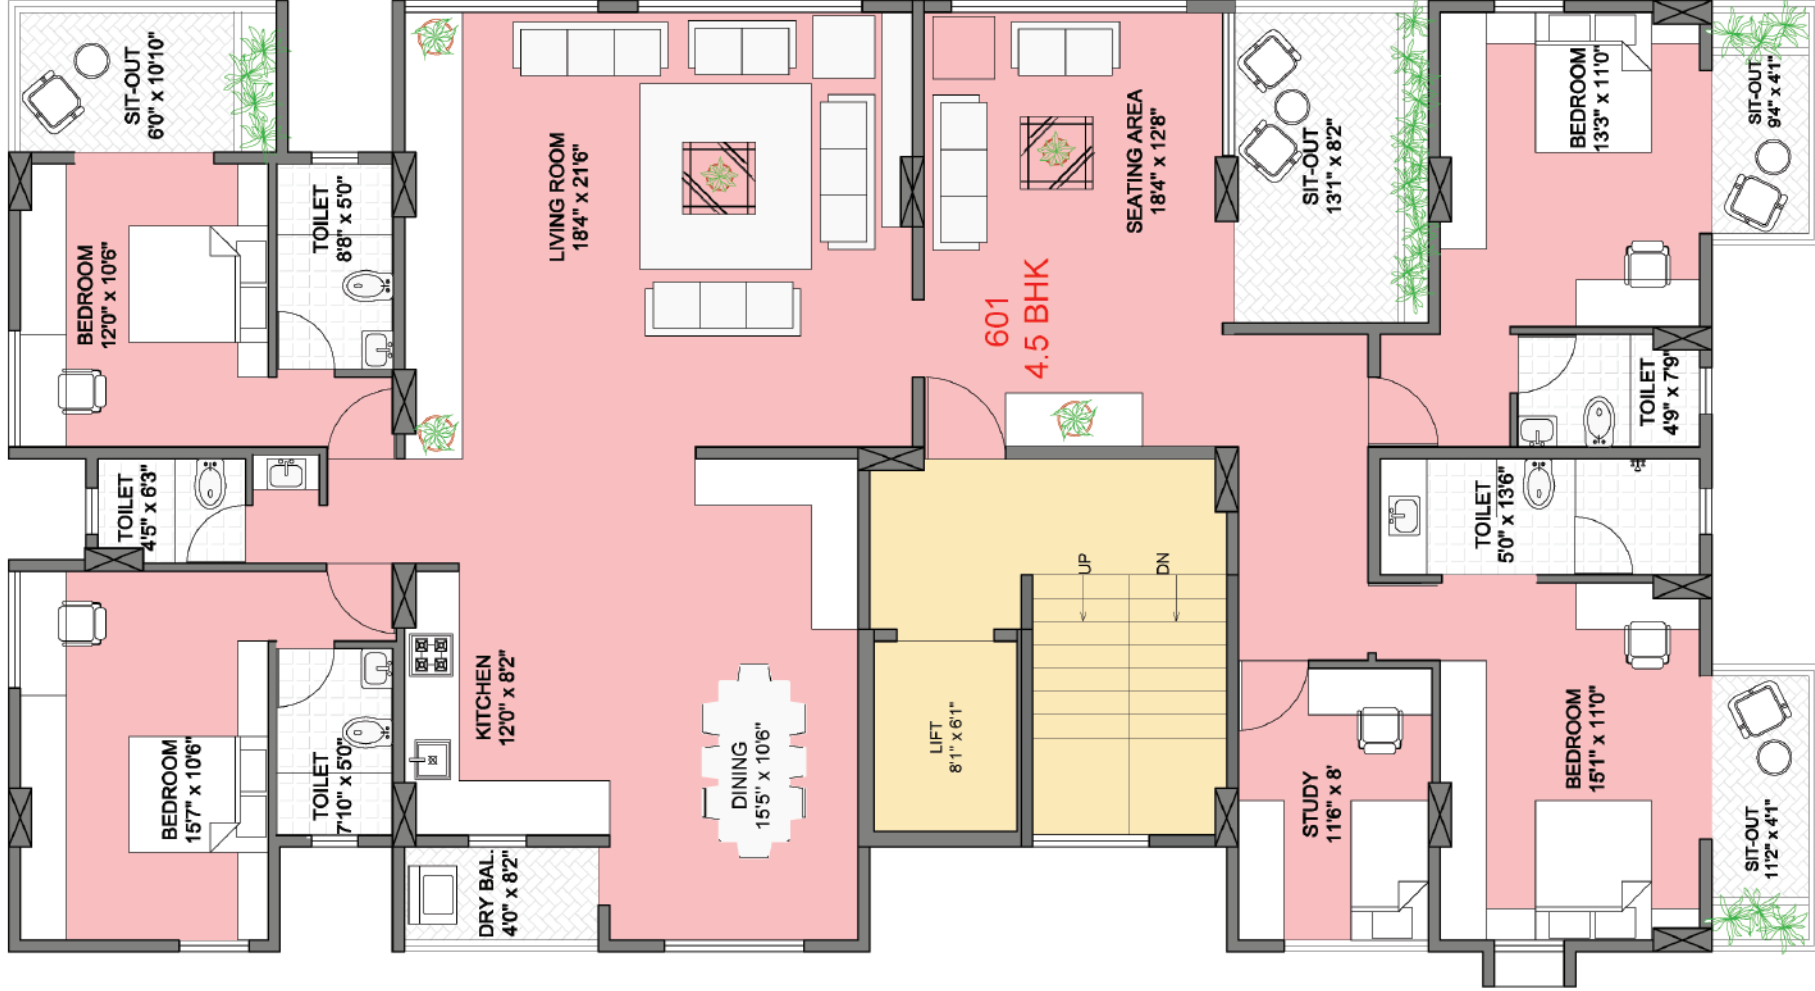 SIT-OUT
6'0" x 10'10"
BEDROOM
12'0" x 10'6"
TOILET
8'8" x 5'0"
LIVING ROOM
18'4" x 21'6"
SEATING AREA
18'4" x 12'8"
SIT-OUT
13'1" x 8'2"
BEDROOM
13'3" x 11'0"
SIT-OUT
9'4" x 4'1"
601
4.5 BHK
TOILET
4'9" x 7'9"
TOILET
4'5" x 6'3"
TOILET
5'0" x 13'6"
UP
DN
BEDROOM
15'7" x 10'6"
TOILET
7'10" x 5'0"
KITCHEN
12'0" x 8'2"
DINING
15'5" x 10'6"
LIFT
8'1" x 6'1"
STUDY
11'6" x 8'
BEDROOM
15'1" x 11'0"
SIT-OUT
11'2" x 4'1"
DRY BAL.
4'0" x 8'2"